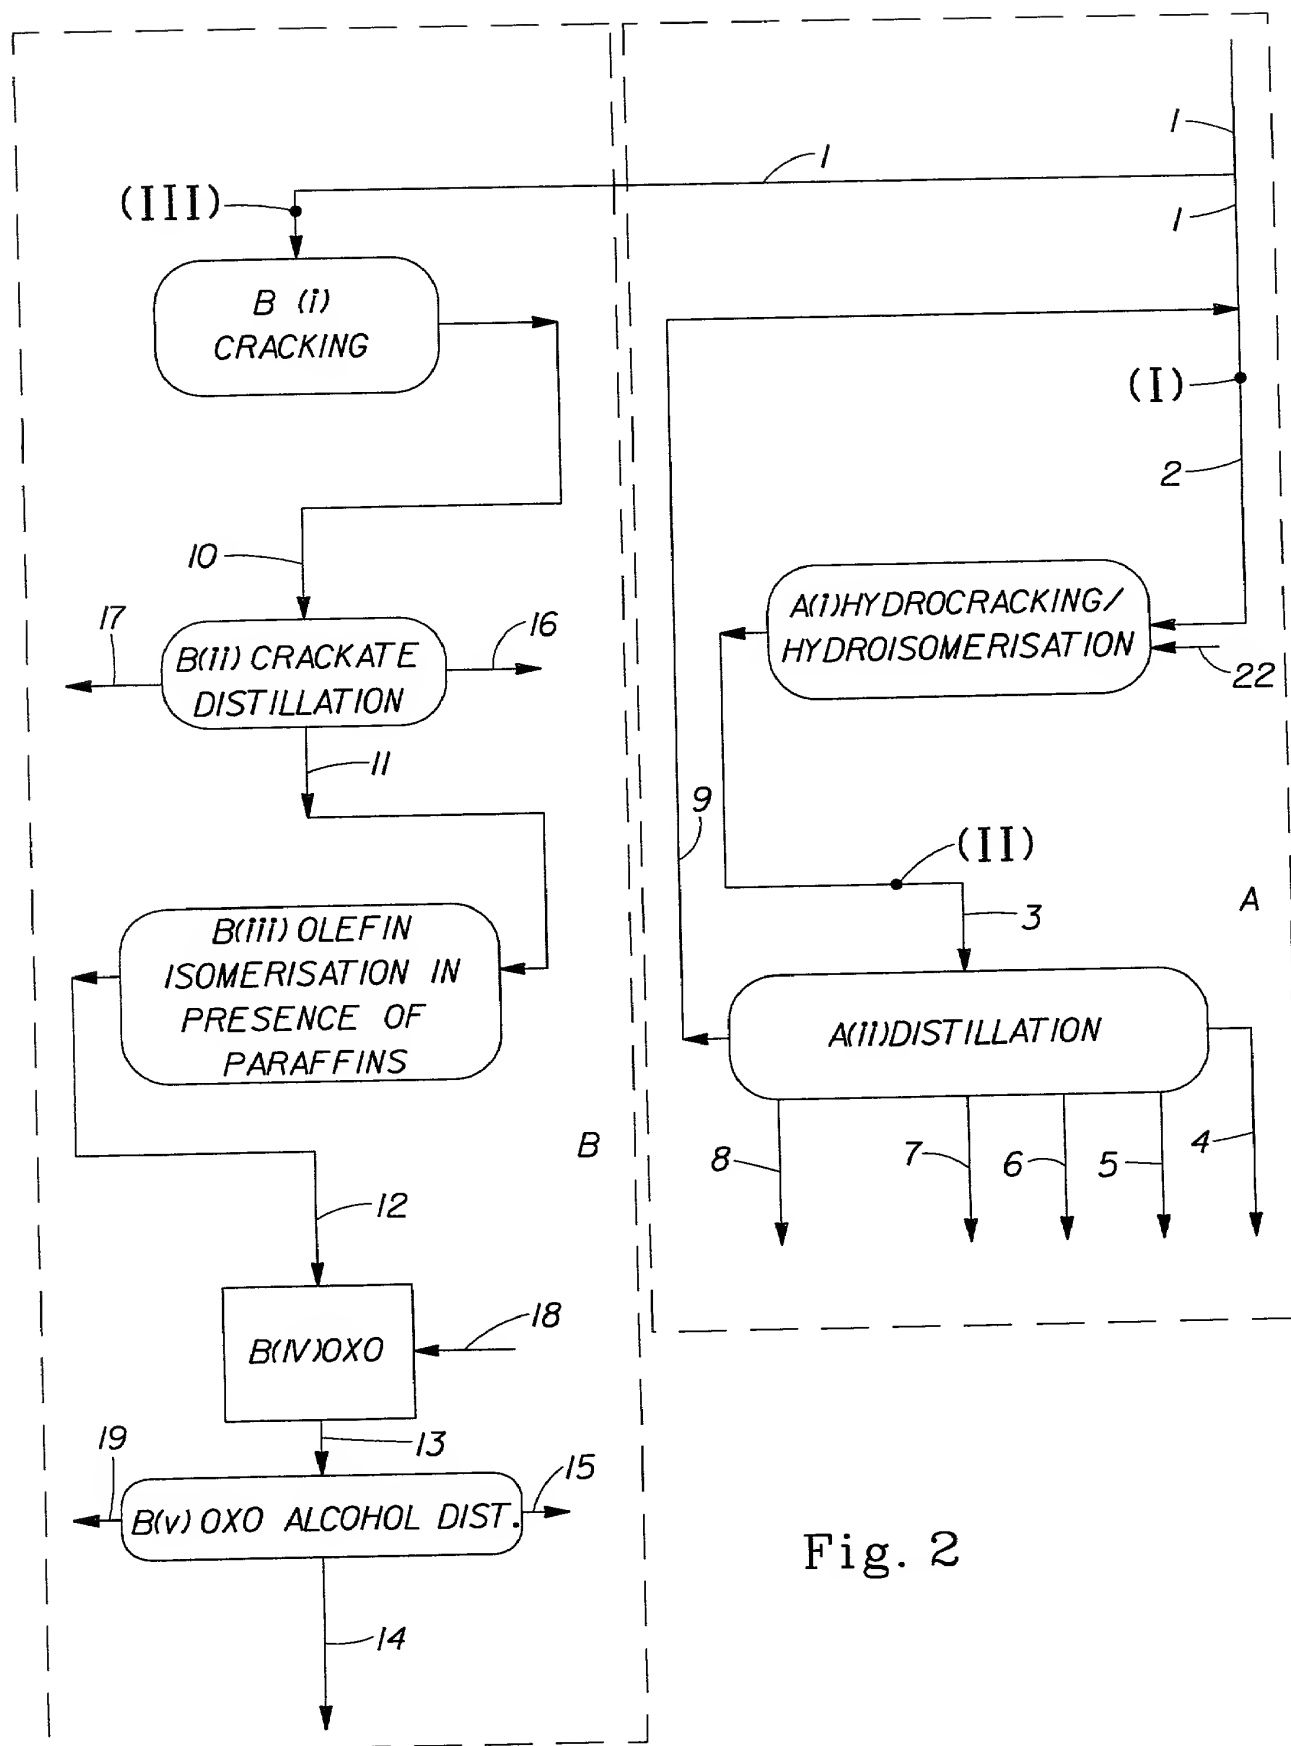 1
1
(III)
1
B (i)
CRACKING
(I)
2
10
A(i)HYDROCRACKING/
HYDROISOMERISATION
17
16
B(ii) CRACKATE
DISTILLATION
22
11
9
(II)
3
A
B(iii) OLEFIN
ISOMERISATION IN
PRESENCE OF
PARAFFINS
A(ii)DISTILLATION
B
8
7
6
5
4
12
18
B(iv)OXO
19
13
15
B(v) OXO ALCOHOL DIST.
14
Fig. 2